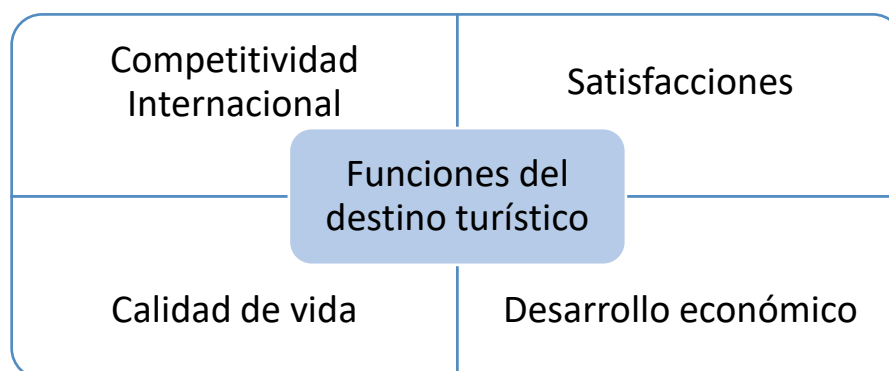 Competitividad
Internacional
Satisfacciones
Funciones del
destino turístico
Calidad de vida
Desarrollo económico